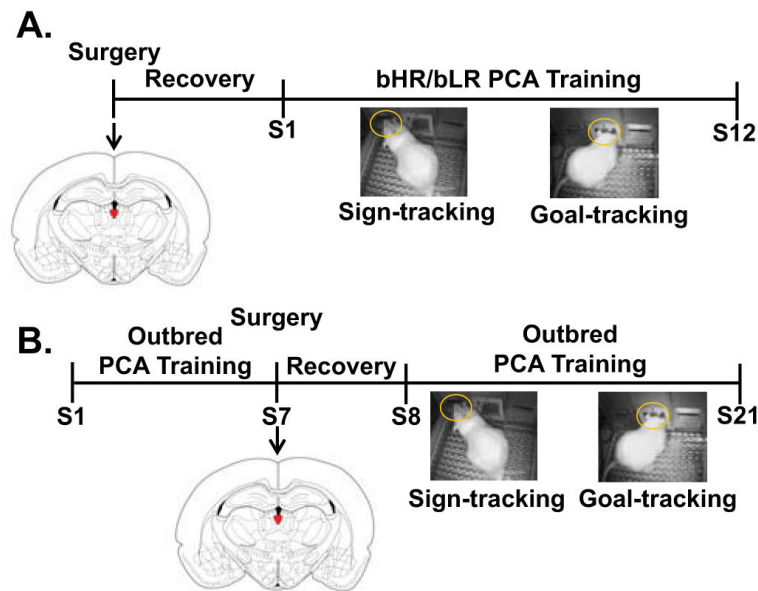 A.
Surgery
Recovery
bHR/bLR PCA Training
S1
S12
Sign-tracking
Goal-tracking
B.
Surgery
Outbred
PCA Training
Recovery
Outbred
PCA Training
S1
S7
S8
S21
Sign-tracking
Goal-tracking